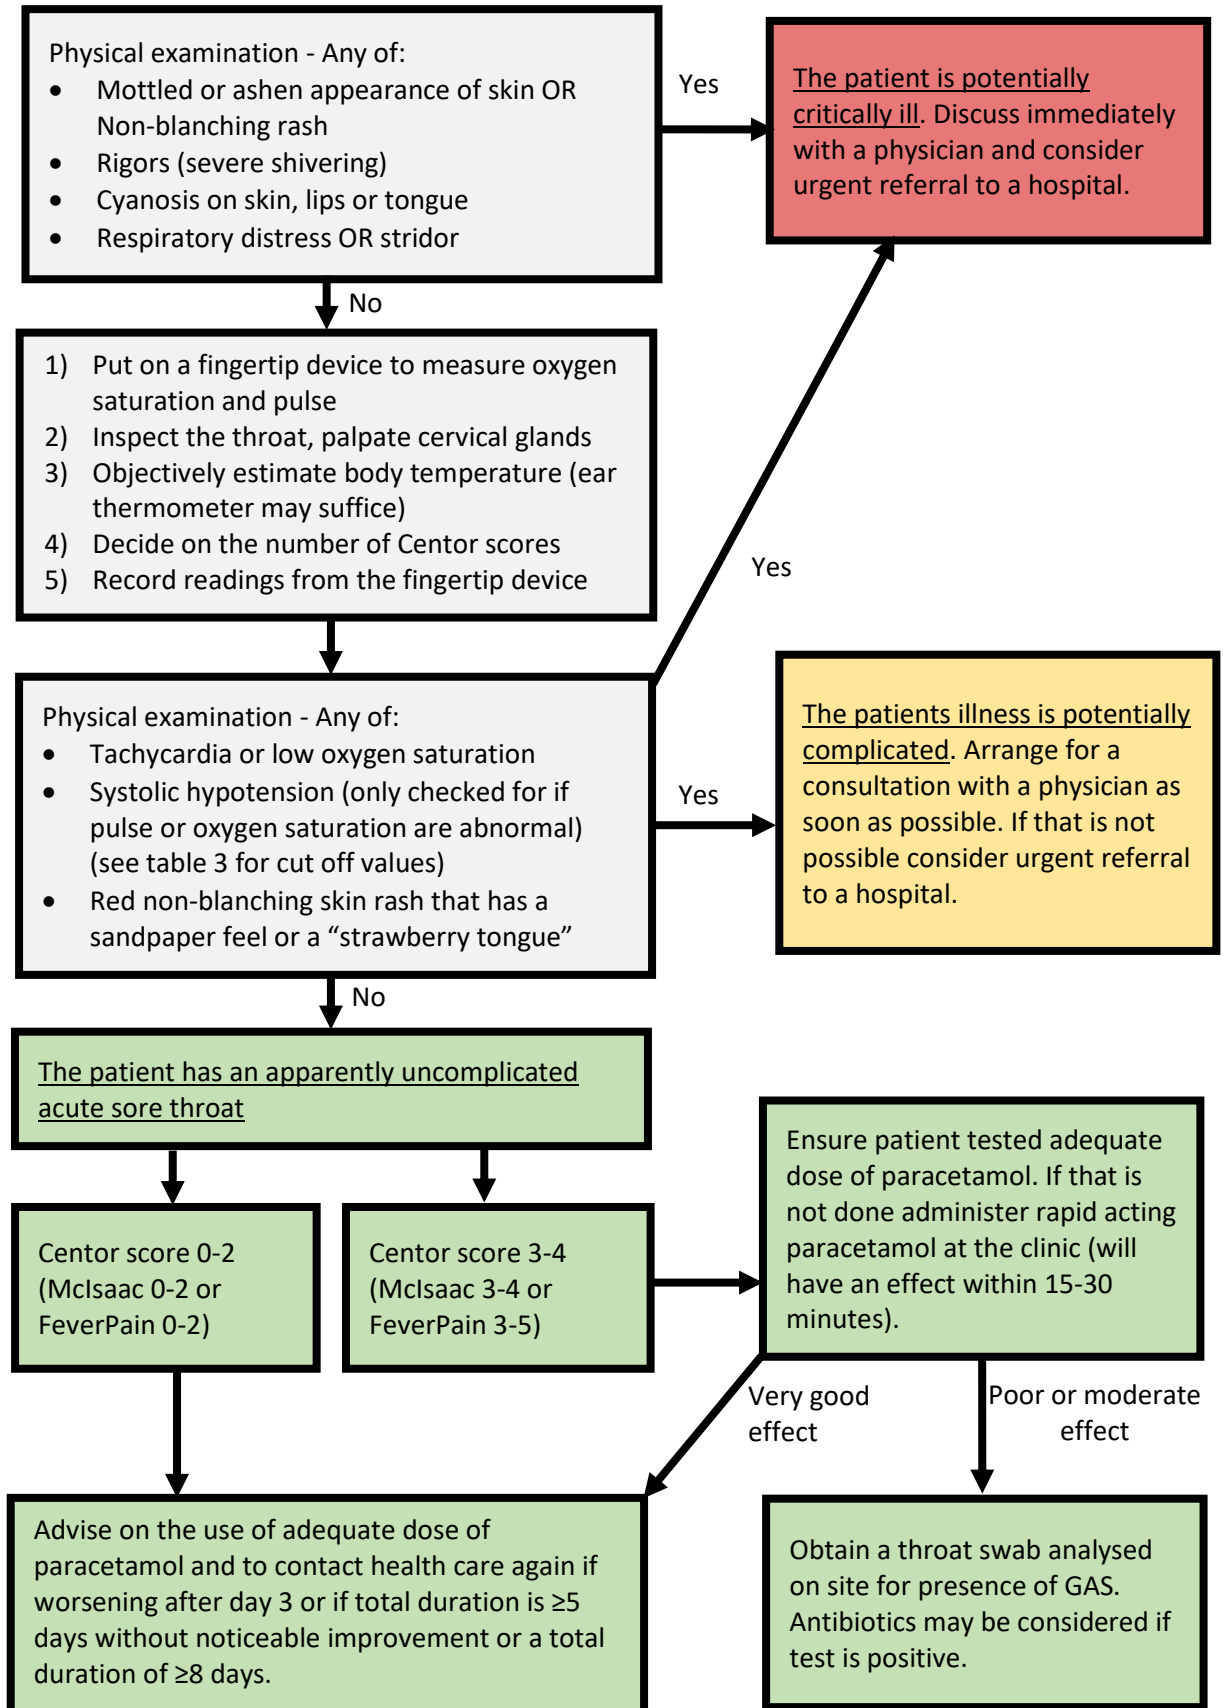 Physical examination - Any of:
• Mottled or ashen appearance of skin OR
Non-blanching rash
• Rigors (severe shivering)
• Cyanosis on skin, lips or tongue
• Respiratory distress OR stridor
Yes
The patient is potentially
critically ill. Discuss immediately
with a physician and consider
urgent referral to a hospital.
No
1) Put on a fingertip device to measure oxygen
saturation and pulse
2) Inspect the throat, palpate cervical glands
3) Objectively estimate body temperature (ear
thermometer may suffice)
4) Decide on the number of Centor scores
5) Record readings from the fingertip device
Yes
Physical examination - Any of:
• Tachycardia or low oxygen saturation
• Systolic hypotension (only checked for if
pulse or oxygen saturation are abnormal)
(see table 3 for cut off values)
• Red non-blanching skin rash that has a
sandpaper feel or a “strawberry tongue”
Yes
The patients illness is potentially
complicated. Arrange for a
consultation with a physician as
soon as possible. If that is not
possible consider urgent referral
to a hospital.
No
The patient has an apparently uncomplicated
acute sore throat
Centor score 0-2
(McIsaac 0-2 or
FeverPain 0-2)
Centor score 3-4
(McIsaac 3-4 or
FeverPain 3-5)
Ensure patient tested adequate
dose of paracetamol. If that is
not done administer rapid acting
paracetamol at the clinic (will
have an effect within 15-30
minutes).
Very good
effect
Poor or moderate
effect
Advise on the use of adequate dose of
paracetamol and to contact health care again if
worsening after day 3 or if total duration is ≥5
days without noticeable improvement or a total
duration of ≥8 days.
Obtain a throat swab analysed
on site for presence of GAS.
Antibiotics may be considered if
test is positive.